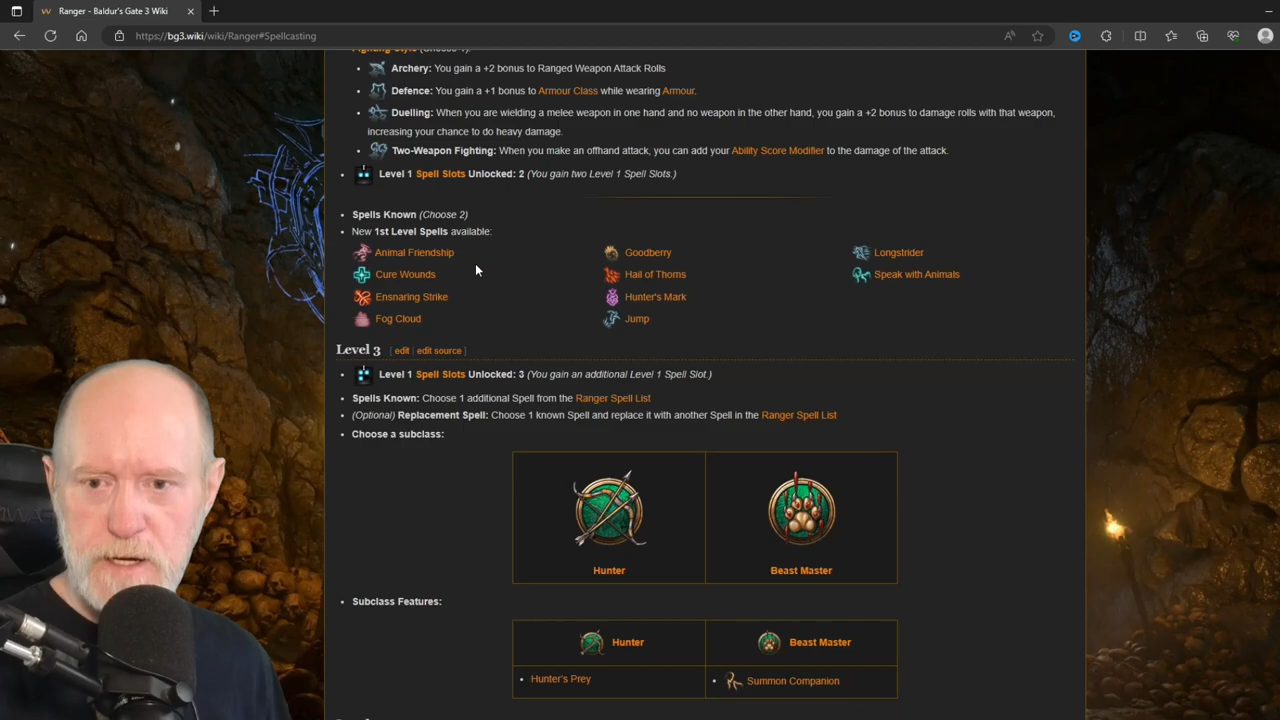 Ranger - Baldur's Gate 3 Wiki
https://bg3.wiki/wiki/Ranger#Spellcasting
Fighting Style (Choose 1):
Archery: You gain a +2 bonus to Ranged Weapon Attack Rolls
Defence: You gain a +1 bonus to Armour Class while wearing Armour.
Duelling: When you are wielding a melee weapon in one hand and no weapon in the other hand, you gain a +2 bonus to damage rolls with that weapon,
increasing your chance to do heavy damage.
Two-Weapon Fighting: When you make an offhand attack, you can add your Ability Score Modifier to the damage of the attack.
Level 1 Spell Slots Unlocked: 2 (You gain two Level 1 Spell Slots.)
Spells Known (Choose 2)
New 1st Level Spells available:
Animal Friendship Goodberry Longstrider
Cure Wounds Hail of Thorns Speak with Animals
Ensnaring Strike Hunter's Mark
Fog Cloud Jump
Level 3 [ edit | edit source ]
Level 1 Spell Slots Unlocked: 3 (You gain an additional Level 1 Spell Slot.)
Spells Known: Choose 1 additional Spell from the Ranger Spell List
(Optional) Replacement Spell: Choose 1 known Spell and replace it with another Spell in the Ranger Spell List
Choose a subclass:
Hunter Beast Master
Subclass Features:
Hunter Beast Master
Hunter's Prey Summon Companion